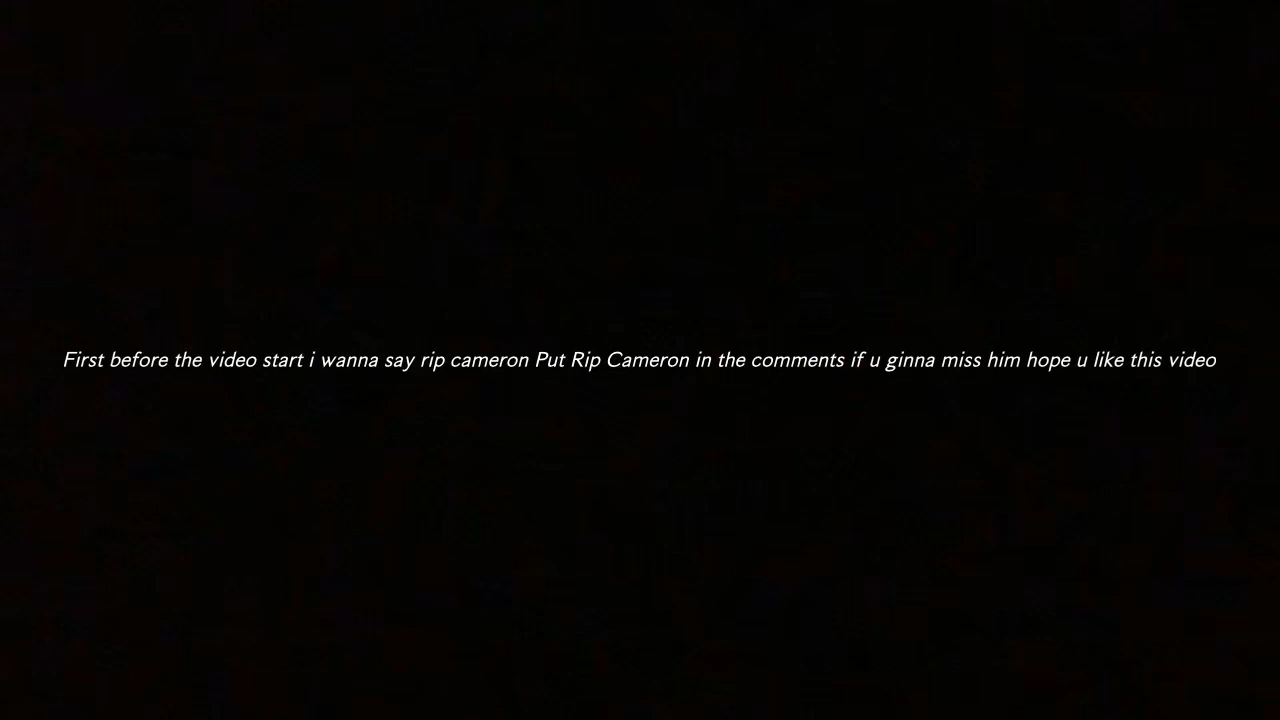 First before the video start i wanna say rip cameron Put Rip Cameron in the comments if u ginna miss him hope u like this video